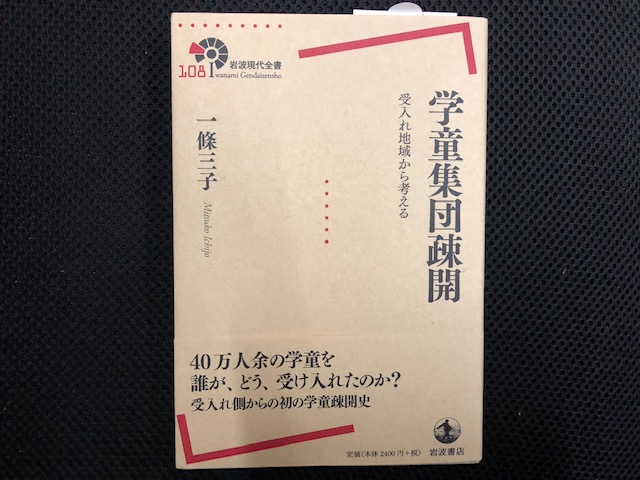 学童集団疎開
受入れ地域から考える
108
岩波現代全書
Iwanami Gendaizensho
一條三子
Mitsuko Ichijo
40万人余の学童を
誰が、どう、受け入れたのか?
受入れ側からの初の学童疎開史
定価(本体2400円+税)
岩波書店